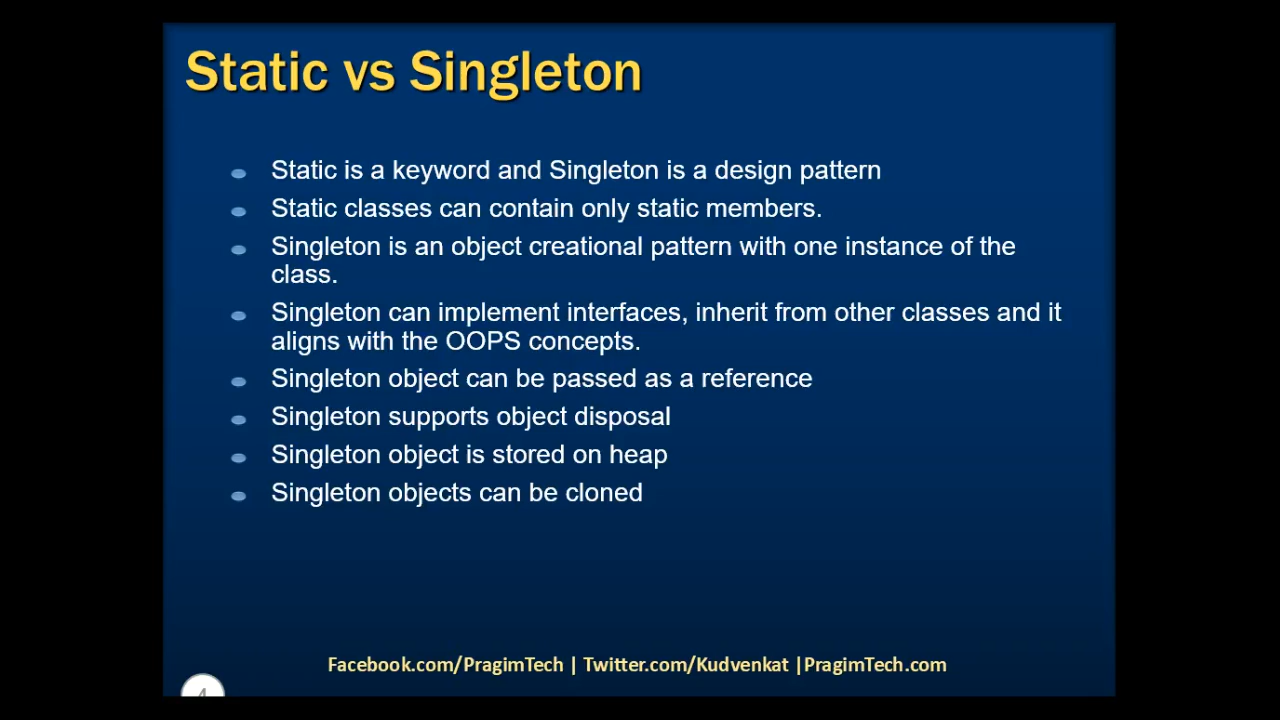 Static vs Singleton
Static is a keyword and Singleton is a design pattern
Static classes can contain only static members.
Singleton is an object creational pattern with one instance of the
class.
Singleton can implement interfaces, inherit from other classes and it
aligns with the OOPS concepts.
Singleton object can be passed as a reference
Singleton supports object disposal
Singleton object is stored on heap
Singleton objects can be cloned
Facebook.com/PragimTech | Twitter.com/Kudvenkat |PragimTech.com
4